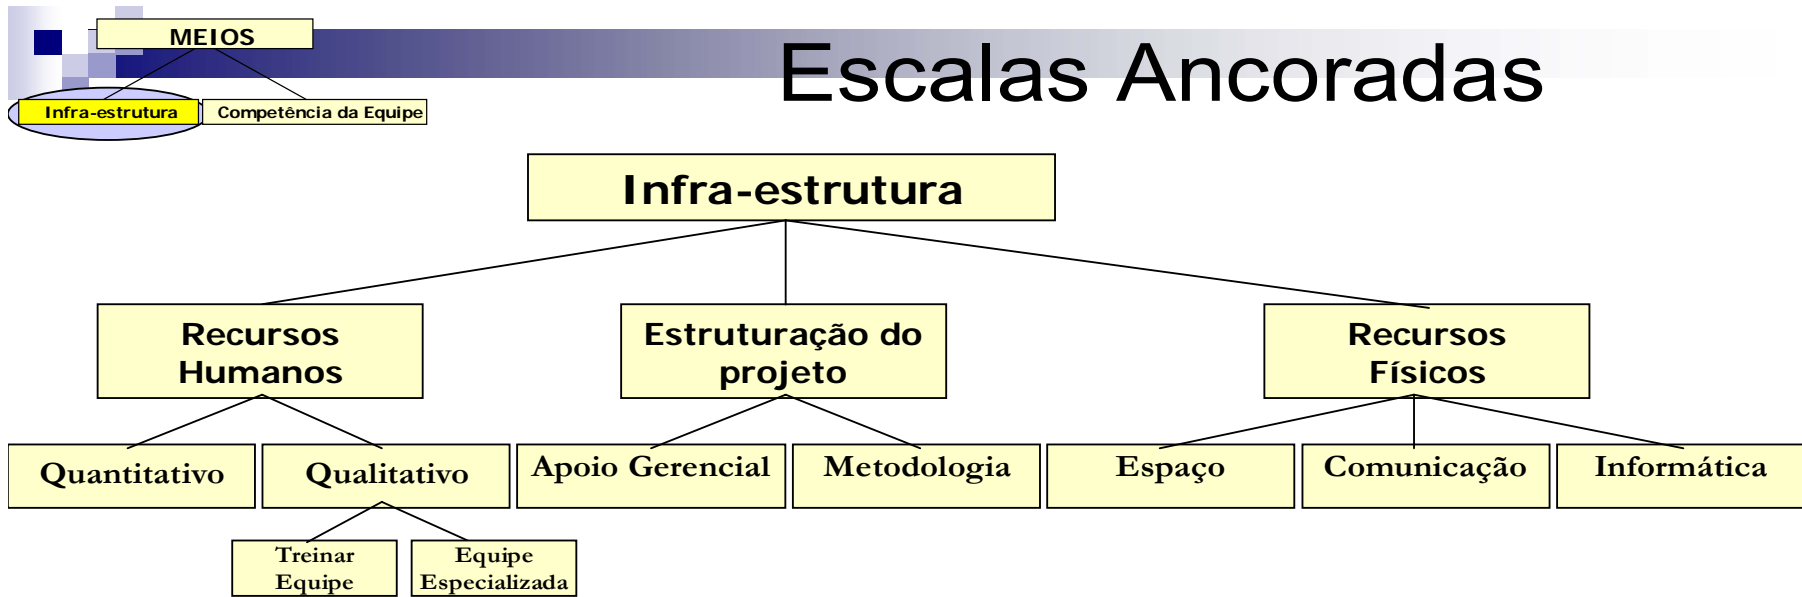 MEIOS
Escalas Ancoradas
Infra-estrutura
Competência da Equipe
Infra-estrutura
Recursos
Humanos
Estruturação do
projeto
Recursos
Físicos
Quantitativo
Qualitativo
Apoio Gerencial
Metodologia
Espaço
Comunicação
Informática
Treinar
Equipe
Equipe
Especializada